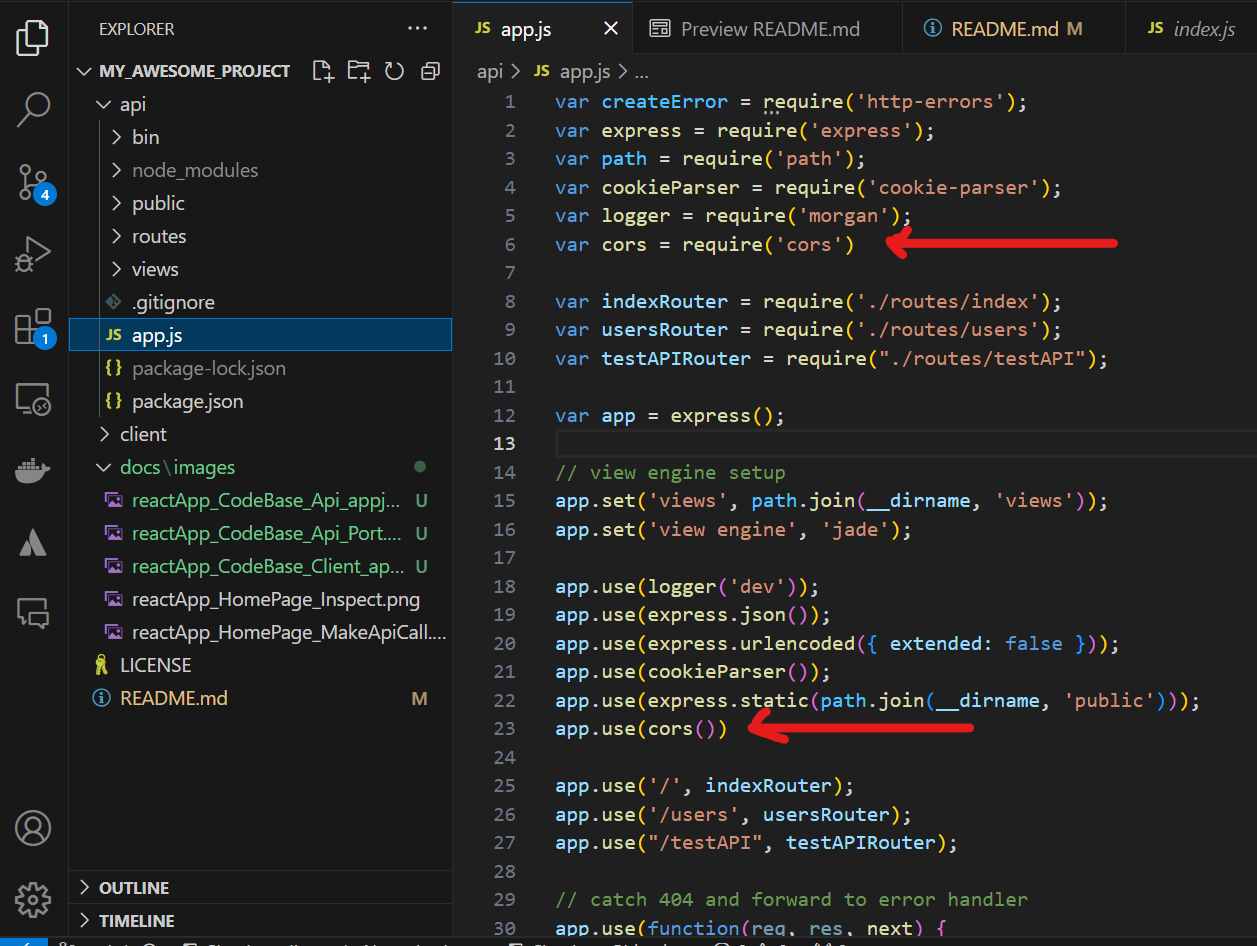 EXPLORER
MY_AWESOME_PROJECT
api
bin
node_modules
public
routes
views
.gitignore
JS app.js
{} package-lock.json
{} package.json
client
docs\images
reactApp_CodeBase_Api_appj... U
reactApp_CodeBase_Api_Port.... U
reactApp_CodeBase_Client_ap... U
reactApp_HomePage_Inspect.png
reactApp_HomePage_MakeApiCall....
LICENSE
README.md M
OUTLINE
TIMELINE
4
1
JS app.js
Preview README.md
README.md M
JS index.js
api > JS app.js > ...
1 var createError = require('http-errors');
2 var express = require('express');
3 var path = require('path');
4 var cookieParser = require('cookie-parser');
5 var logger = require('morgan');
6 var cors = require('cors')
7
8 var indexRouter = require('./routes/index');
9 var usersRouter = require('./routes/users');
10 var testAPIRouter = require("./routes/testAPI");
11
12 var app = express();
13
14 // view engine setup
15 app.set('views', path.join(__dirname, 'views'));
16 app.set('view engine', 'jade');
17
18 app.use(logger('dev'));
19 app.use(express.json());
20 app.use(express.urlencoded({ extended: false }));
21 app.use(cookieParser());
22 app.use(express.static(path.join(__dirname, 'public')));
23 app.use(cors())
24
25 app.use('/', indexRouter);
26 app.use('/users', usersRouter);
27 app.use("/testAPI", testAPIRouter);
28
29 // catch 404 and forward to error handler
30 app.use(function(req, res, next) {